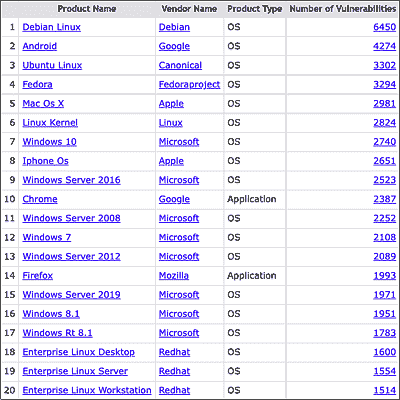 Product Name Vendor Name Product Type Number of Vulnerabilities
1 Debian Linux Debian OS 6450
2 Android Google OS 4274
3 Ubuntu Linux Canonical OS 3302
4 Fedora Fedoraproject OS 3294
5 Mac Os X Apple OS 2981
6 Linux Kernel Linux OS 2824
7 Windows 10 Microsoft OS 2740
8 Iphone Os Apple OS 2651
9 Windows Server 2016 Microsoft OS 2523
10 Chrome Google Application 2387
11 Windows Server 2008 Microsoft OS 2252
12 Windows 7 Microsoft OS 2108
13 Windows Server 2012 Microsoft OS 2089
14 Firefox Mozilla Application 1993
15 Windows Server 2019 Microsoft OS 1971
16 Windows 8.1 Microsoft OS 1951
17 Windows Rt 8.1 Microsoft OS 1783
18 Enterprise Linux Desktop Redhat OS 1600
19 Enterprise Linux Server Redhat OS 1554
20 Enterprise Linux Workstation Redhat OS 1514